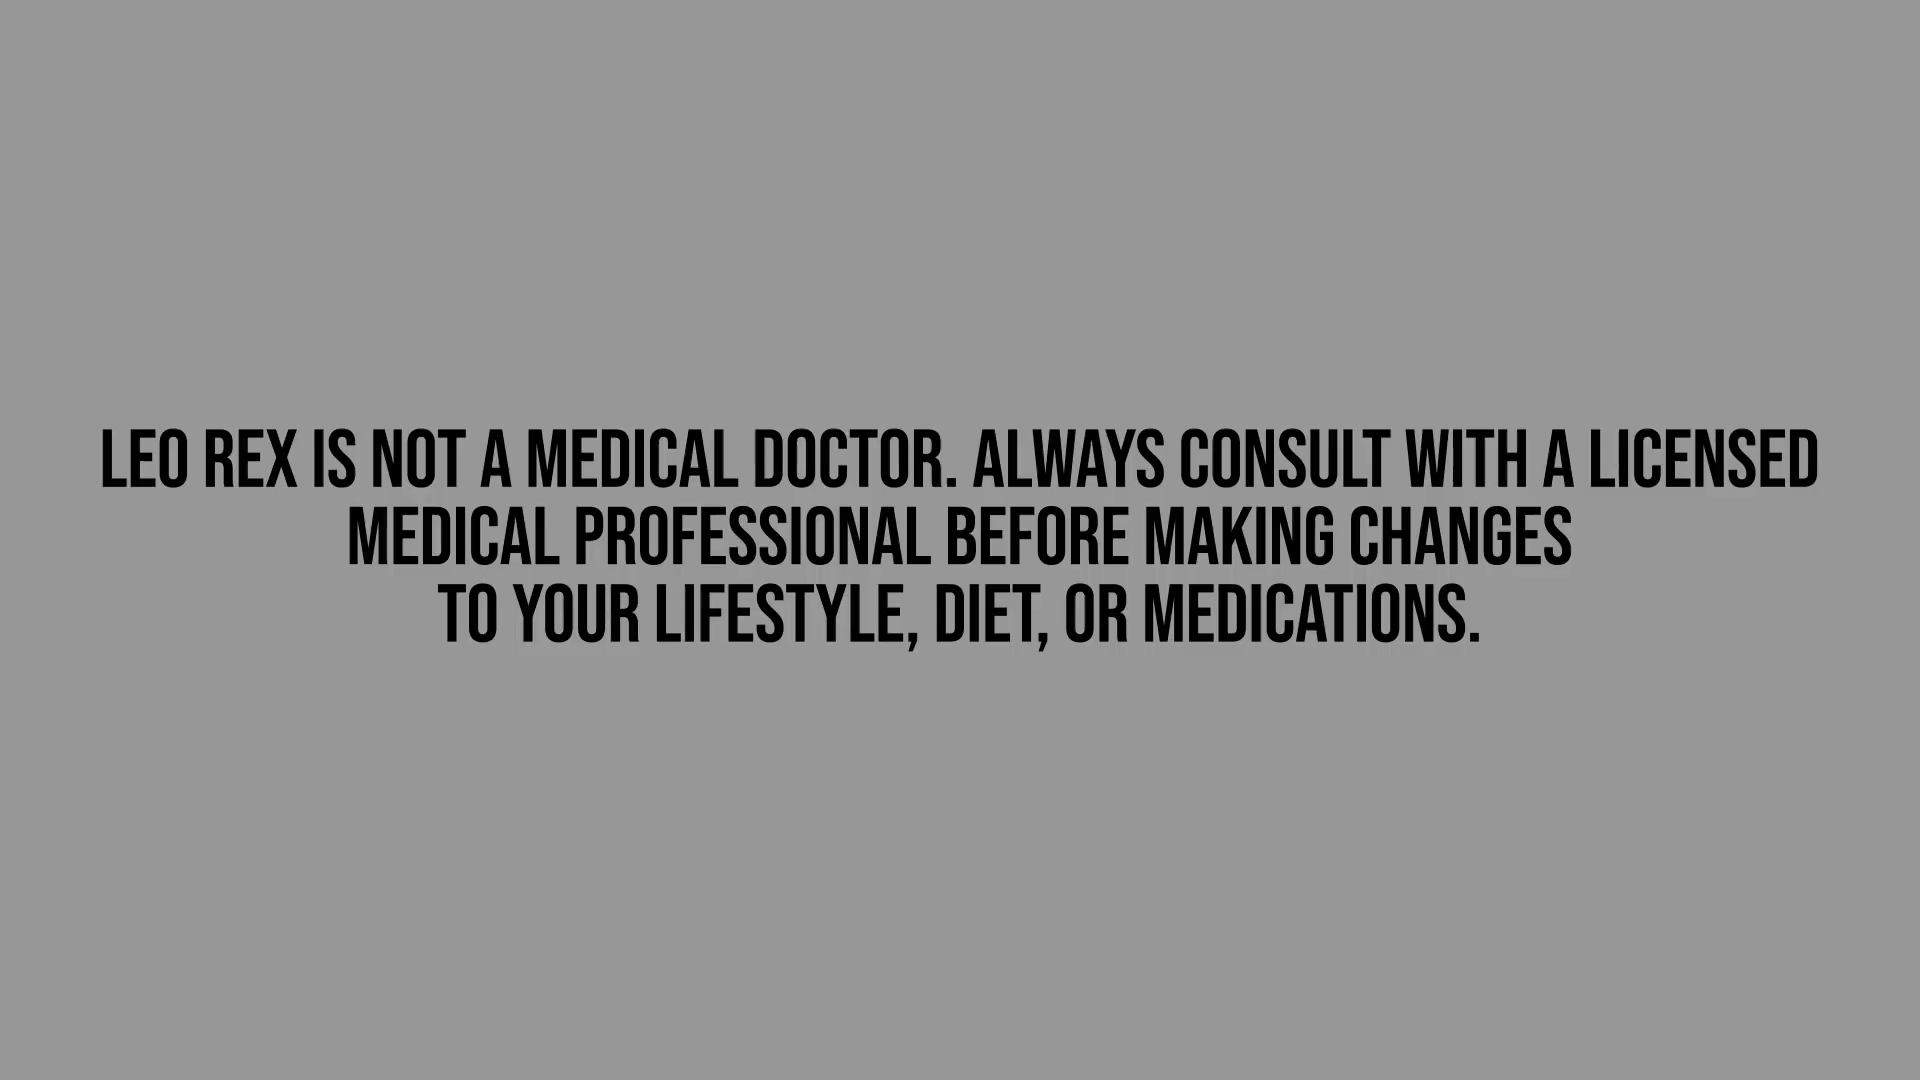 LEO REX IS NOT A MEDICAL DOCTOR. ALWAYS CONSULT WITH A LICENSED
MEDICAL PROFESSIONAL BEFORE MAKING CHANGES
TO YOUR LIFESTYLE, DIET, OR MEDICATIONS.